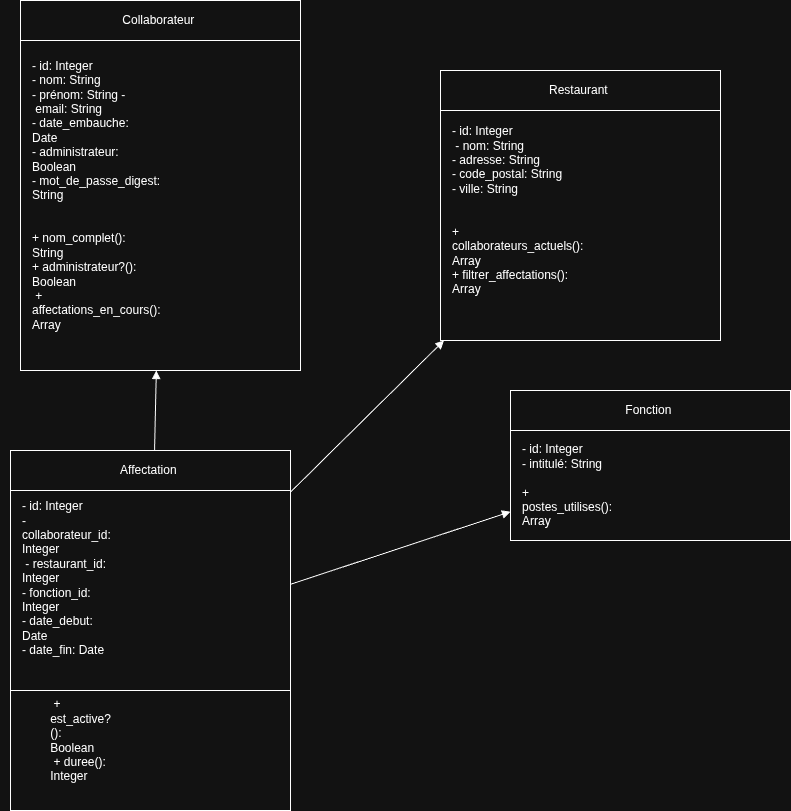 Collaborateur
- id: Integer
- nom: String
- prénom: String -
email: String
- date_embauche:
Date
- administrateur:
Boolean
- mot_de_passe_digest:
String
+ nom_complet():
String
+ administrateur?():
Boolean
+
affectations_en_cours():
Array
Restaurant
- id: Integer
- nom: String
- adresse: String
- code_postal: String
- ville: String
+
collaborateurs_actuels():
Array
+ filtrer_affectations():
Array
Fonction
- id: Integer
- intitulé: String
+
postes_utilises():
Array
Affectation
- id: Integer
-
collaborateur_id:
Integer
- restaurant_id:
Integer
- fonction_id:
Integer
- date_debut:
Date
- date_fin: Date
+
est_active?
():
Boolean
+ duree():
Integer